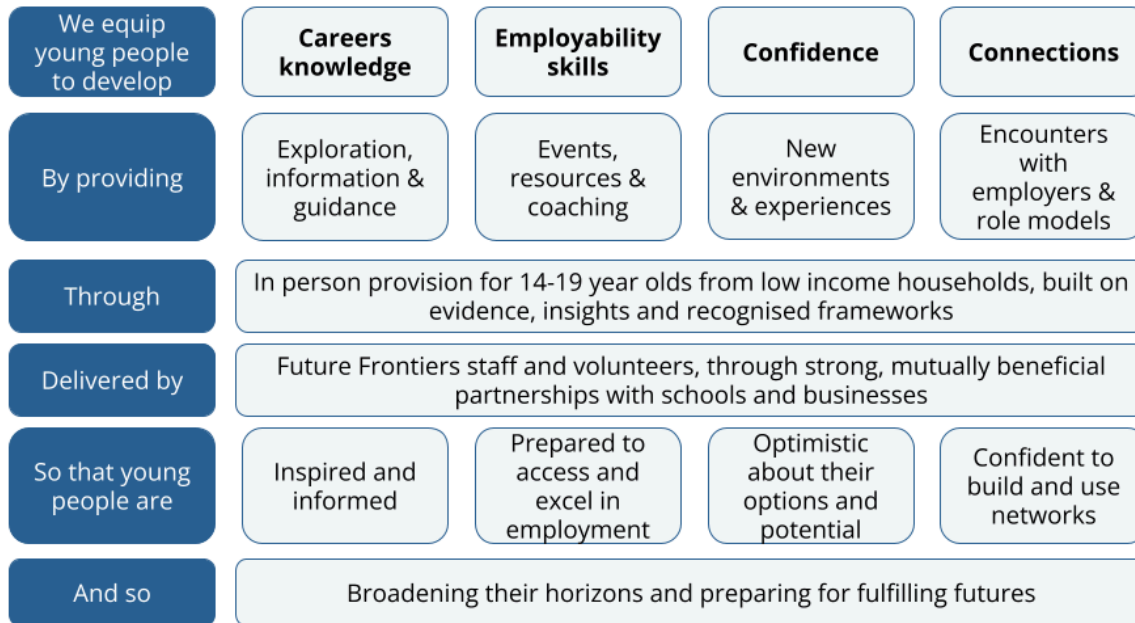 We equip
young people
to develop
Careers
knowledge
Employability
skills
Confidence
Connections
By providing
Exploration,
information &
guidance
Events,
resources &
coaching
New
environments
& experiences
Encounters
with
employers &
role models
Through
In person provision for 14-19 year olds from low income households, built on
evidence, insights and recognised frameworks
Delivered by
Future Frontiers staff and volunteers, through strong, mutually beneficial
partnerships with schools and businesses
So that young
people are
Inspired and
informed
Prepared to
access and
excel in
employment
Optimistic
about their
options and
potential
Confident to
build and use
networks
And so
Broadening their horizons and preparing for fulfilling futures